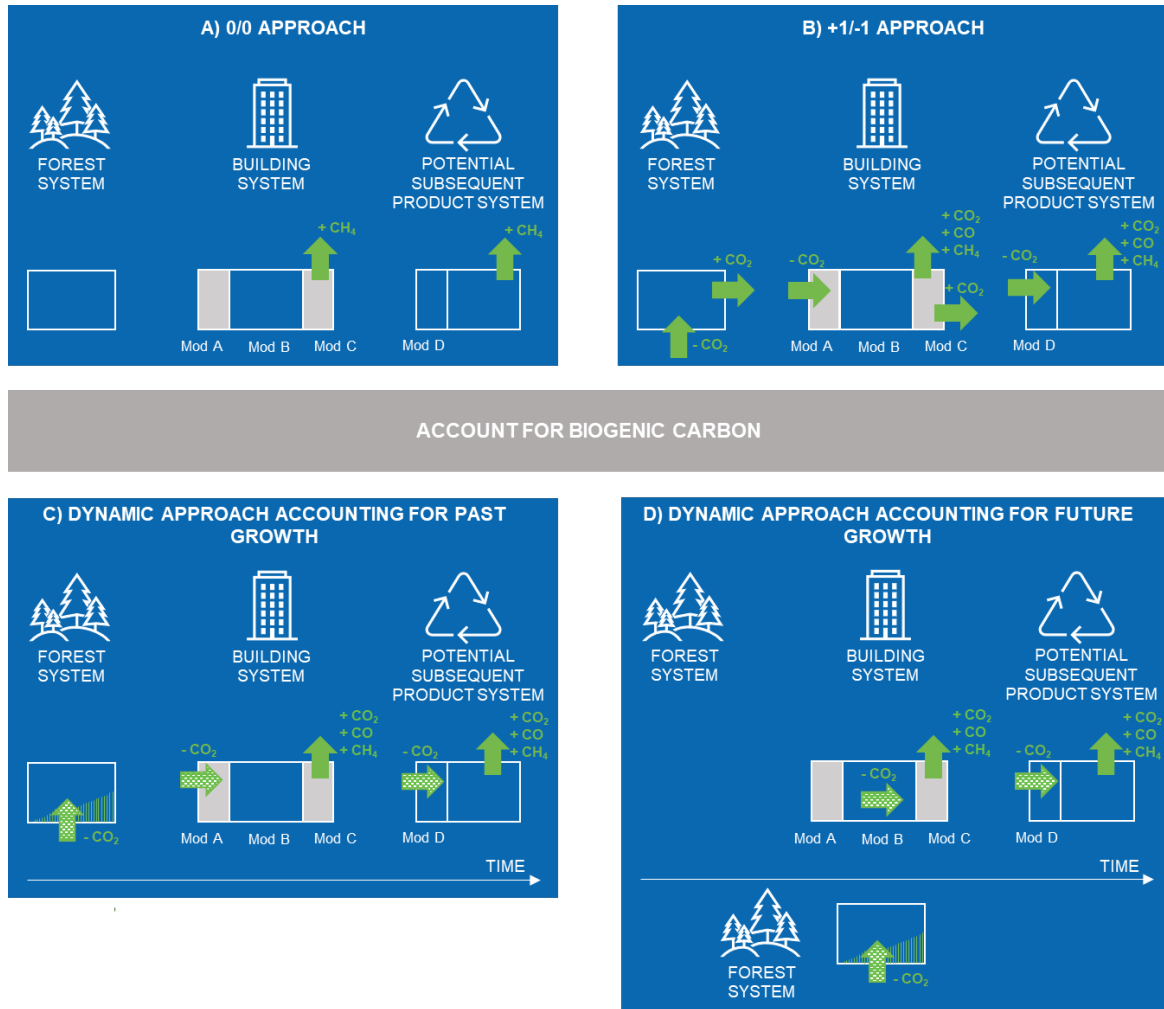 A) 0/0 APPROACH
FOREST
SYSTEM
BUILDING
SYSTEM
POTENTIAL
SUBSEQUENT
PRODUCT SYSTEM
+ CH₄
+ CH₄
Mod A
Mod B
Mod C
Mod D
B) +1/-1 APPROACH
FOREST
SYSTEM
BUILDING
SYSTEM
POTENTIAL
SUBSEQUENT
PRODUCT SYSTEM
+ CO₂
- CO₂
- CO₂
+ CO₂
+ CO
+ CH₄
+ CO₂
- CO₂
+ CO₂
+ CO
+ CH₄
Mod A
Mod B
Mod C
Mod D
ACCOUNT FOR BIOGENIC CARBON
C) DYNAMIC APPROACH ACCOUNTING FOR PAST
GROWTH
FOREST
SYSTEM
BUILDING
SYSTEM
POTENTIAL
SUBSEQUENT
PRODUCT SYSTEM
- CO₂
- CO₂
+ CO₂
+ CO
+ CH₄
- CO₂
+ CO₂
+ CO
+ CH₄
Mod A
Mod B
Mod C
Mod D
TIME
D) DYNAMIC APPROACH ACCOUNTING FOR FUTURE
GROWTH
FOREST
SYSTEM
BUILDING
SYSTEM
POTENTIAL
SUBSEQUENT
PRODUCT SYSTEM
- CO₂
+ CO₂
+ CO
+ CH₄
- CO₂
+ CO₂
+ CO
+ CH₄
Mod A
Mod B
Mod C
Mod D
TIME
FOREST
SYSTEM
- CO₂